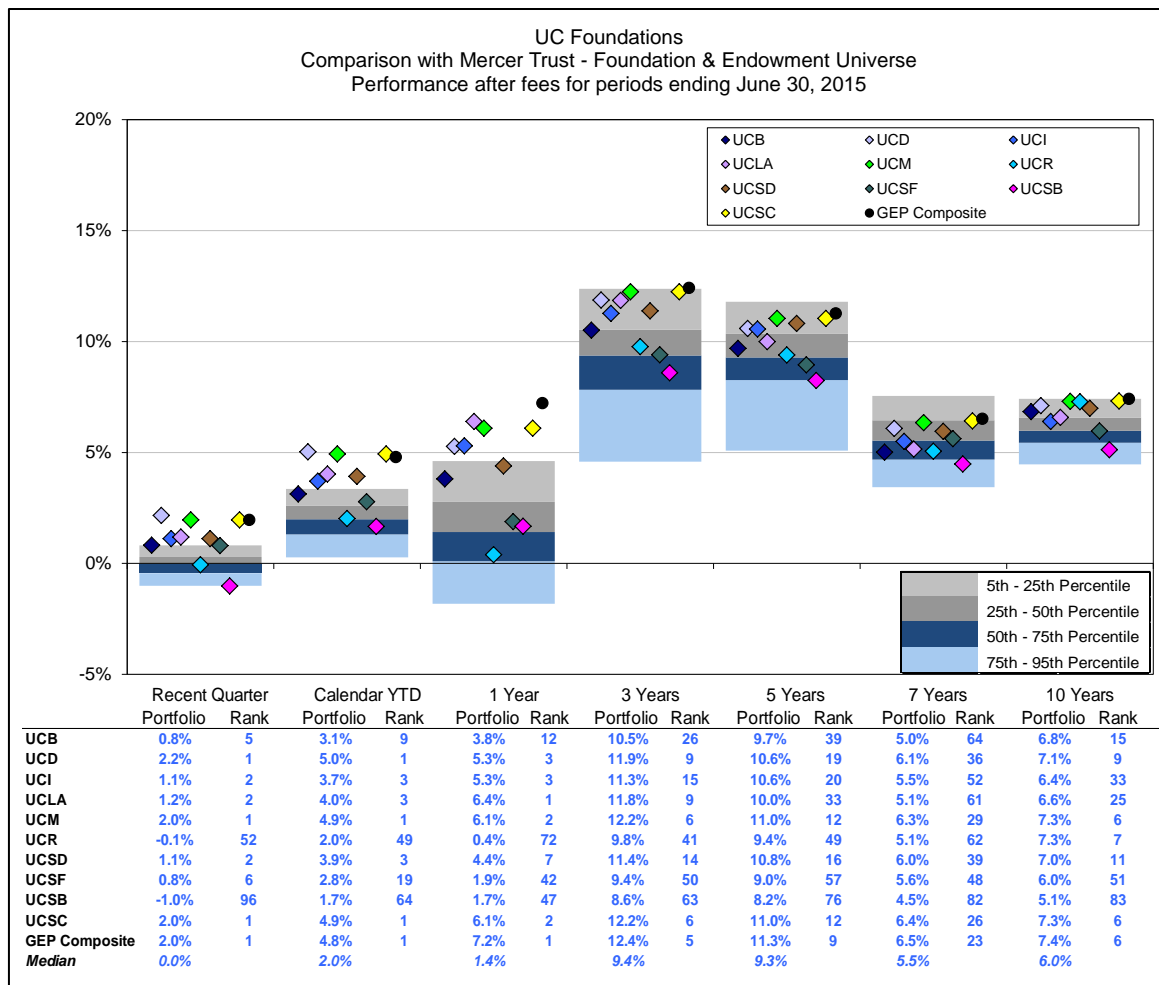 UC Foundations
Comparison with Mercer Trust - Foundation & Endowment Universe
Performance after fees for periods ending June 30, 2015
20%
15%
10%
5%
0%
-5%
UCB UCD UCI
UCLA UCM UCR
UCSD UCSF UCSB
UCSC GEP Composite
5th - 25th Percentile
25th - 50th Percentile
50th - 75th Percentile
75th - 95th Percentile
Recent Quarter Calendar YTD 1 Year 3 Years 5 Years 7 Years 10 Years
Portfolio Rank Portfolio Rank Portfolio Rank Portfolio Rank Portfolio Rank Portfolio Rank Portfolio Rank
UCB 0.8% 5 3.1% 9 3.8% 12 10.5% 26 9.7% 39 5.0% 64 6.8% 15
UCD 2.2% 1 5.0% 1 5.3% 3 11.9% 9 10.6% 19 6.1% 36 7.1% 9
UCI 1.1% 2 3.7% 3 5.3% 3 11.3% 15 10.6% 20 5.5% 52 6.4% 33
UCLA 1.2% 2 4.0% 3 6.4% 1 11.8% 9 10.0% 33 5.1% 61 6.6% 25
UCM 2.0% 1 4.9% 1 6.1% 2 12.2% 6 11.0% 12 6.3% 29 7.3% 6
UCR -0.1% 52 2.0% 49 0.4% 72 9.8% 41 9.4% 49 5.1% 62 7.3% 7
UCSD 1.1% 2 3.9% 3 4.4% 7 11.4% 14 10.8% 16 6.0% 39 7.0% 11
UCSF 0.8% 6 2.8% 19 1.9% 42 9.4% 50 9.0% 57 5.6% 48 6.0% 51
UCSB -1.0% 96 1.7% 64 1.7% 47 8.6% 63 8.2% 76 4.5% 82 5.1% 83
UCSC 2.0% 1 4.9% 1 6.1% 2 12.2% 6 11.0% 12 6.4% 26 7.3% 6
GEP Composite 2.0% 1 4.8% 1 7.2% 1 12.4% 5 11.3% 9 6.5% 23 7.4% 6
Median 0.0% 2.0% 1.4% 9.4% 9.3% 5.5% 6.0%